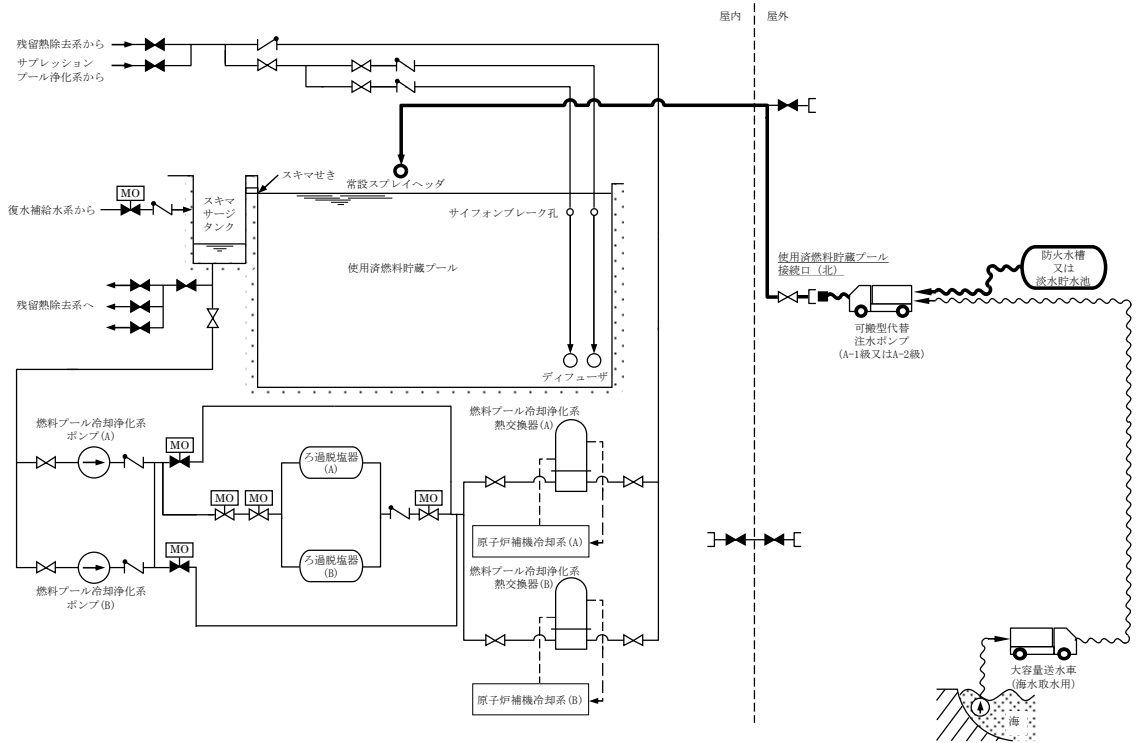 屋内
屋外
残留熱除去系から
サプレッション
プール浄化系から
スキマせき
常設スプレイヘッダ
MO
復水補給水系から
スキマ
サージ
タンク
サイフォンブレーク孔
使用済燃料貯蔵プール
使用済燃料貯蔵プール
接続口（北）
防火水槽
又は
淡水貯水池
残留熱除去系へ
可搬型代替
注水ポンプ
(A-1級又はA-2級)
ディフューザ
燃料プール冷却浄化系
ポンプ(A)
MO
ろ過脱塩器
(A)
燃料プール冷却浄化系
熱交換器(A)
MO
MO
MO
原子炉補機冷却系(A)
MO
ろ過脱塩器
(B)
燃料プール冷却浄化系
ポンプ(B)
燃料プール冷却浄化系
熱交換器(B)
原子炉補機冷却系(B)
大容量送水車
(海水取水用)
海